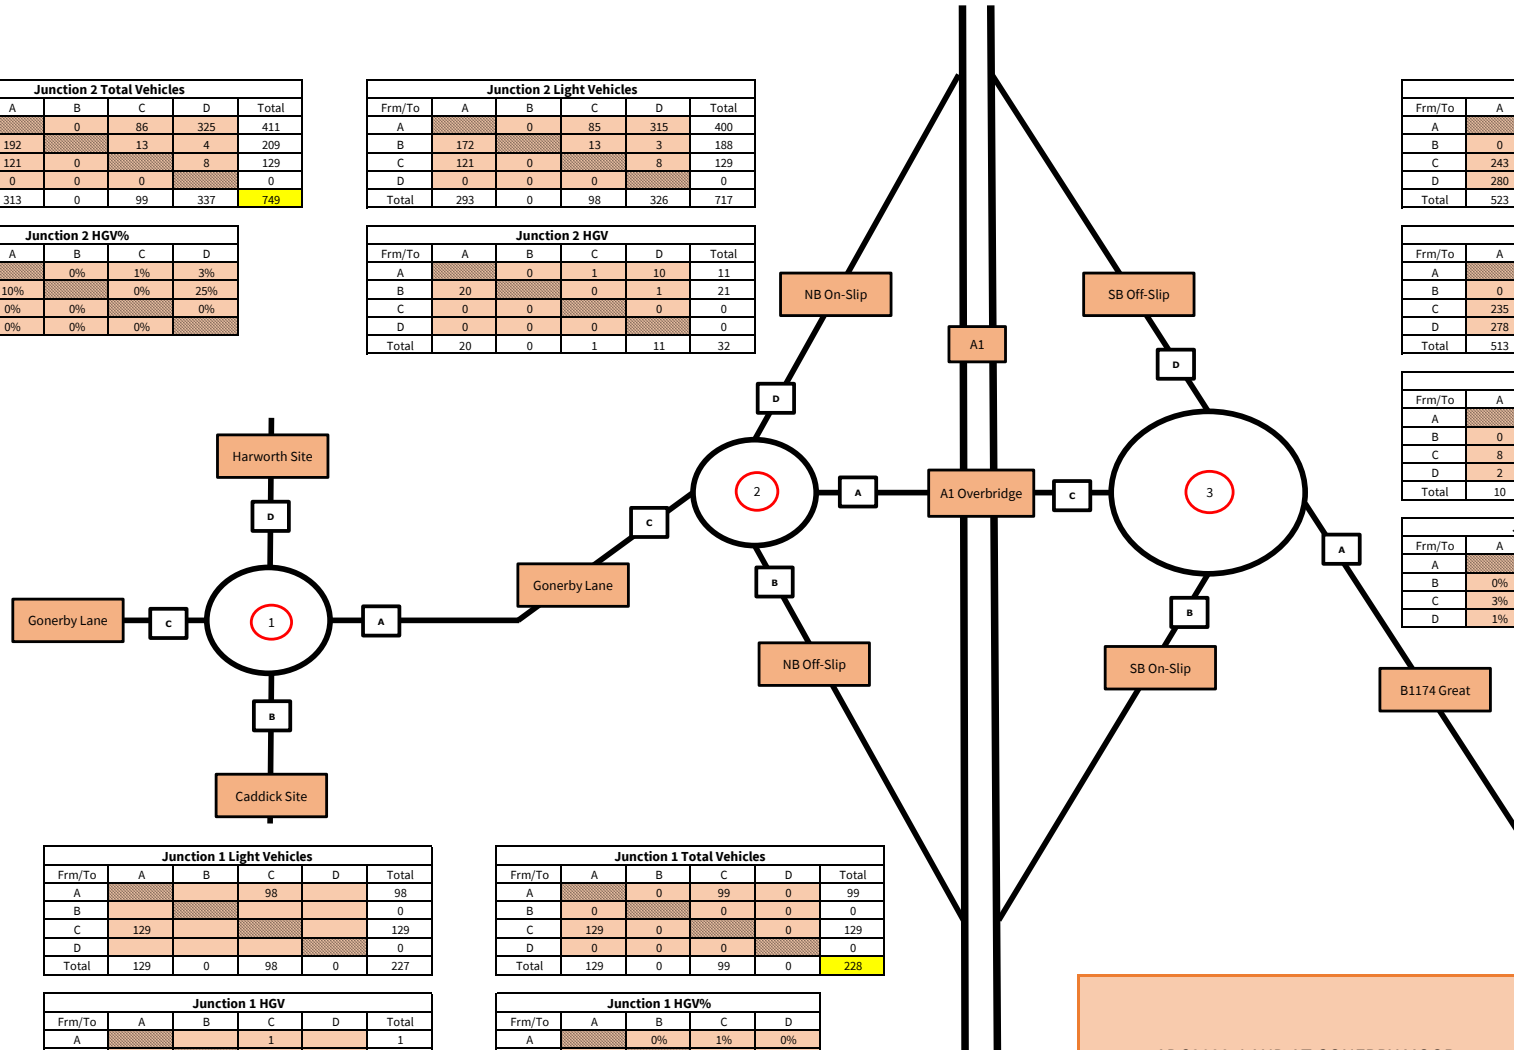 Junction 2 Total Vehicles
A B C D Total
0 86 325 411
192 13 4 209
121 0 8 129
0 0 0 0
313 0 99 337 749
Junction 2 Light Vehicles
Frm/To A B C D Total
A 0 85 315 400
B 172 13 3 188
C 121 0 8 129
D 0 0 0 0
Total 293 0 98 326 717
Frm/To A
A
B 0
C 243
D 280
Total 523
Junction 2 HGV%
A B C D
0% 1% 3%
10% 0% 25%
0% 0% 0%
0% 0% 0%
Junction 2 HGV
Frm/To A B C D Total
A 0 1 10 11
B 20 0 1 21
C 0 0 0 0
D 0 0 0 0
Total 20 0 1 11 32
Frm/To A
A
B 0
C 235
D 278
Total 513
NB On-Slip
SB Off-Slip
A1
D
D
Frm/To A
A
B 0
C 8
D 2
Total 10
Harworth Site
D
2
A
A1 Overbridge
C
3
C
Frm/To A
A
B 0%
C 3%
D 1%
A
Gonerby Lane
B
B
Gonerby Lane
C
1
A
NB Off-Slip
SB On-Slip
B1174 Great
B
Caddick Site
Junction 1 Light Vehicles
Frm/To A B C D Total
A 98 98
B 0
C 129 129
D 0
Total 129 0 98 0 227
Junction 1 Total Vehicles
Frm/To A B C D Total
A 0 99 0 99
B 0 0 0 0
C 129 0 0 129
D 0 0 0 0
Total 129 0 99 0 228
Junction 1 HGV
Frm/To A B C D Total
A 1 1
Junction 1 HGV%
Frm/To A B C D
A 0% 1% 0%